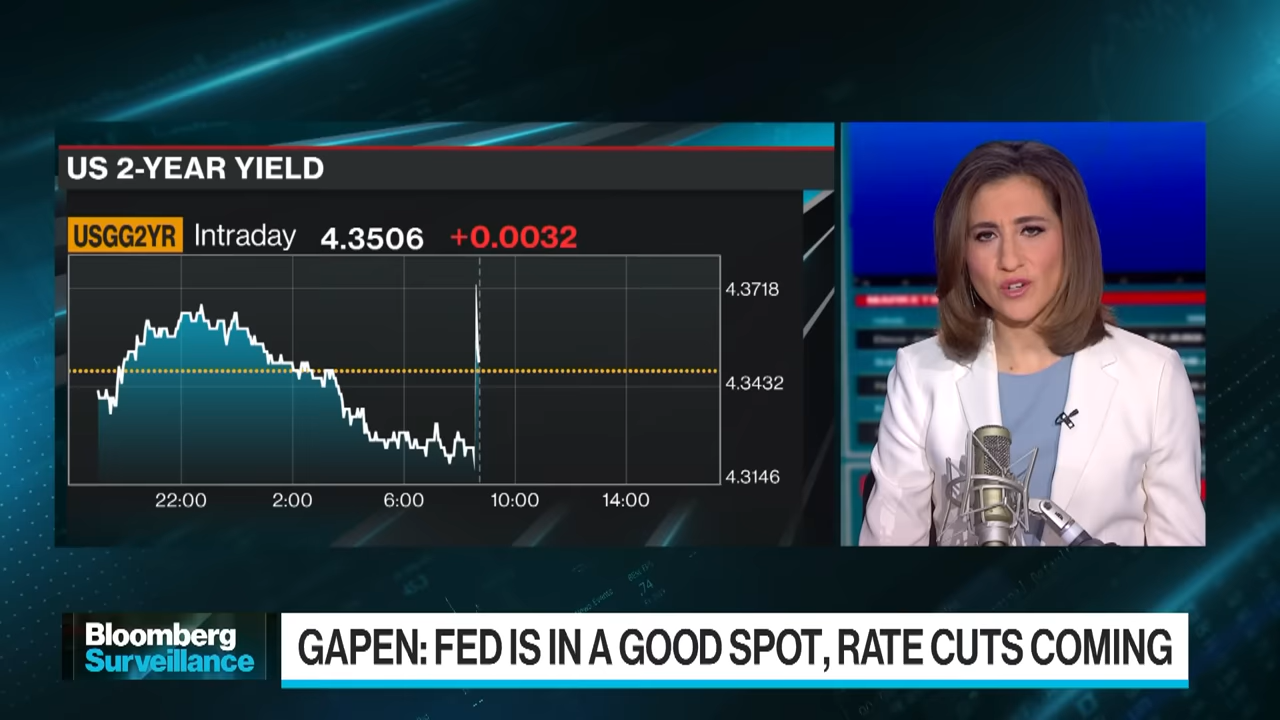 US 2-YEAR YIELD
USGG2YR Intraday 4.3506 +0.0032
4.3718
4.3432
4.3146
22:00 2:00 6:00 10:00 14:00
Bloomberg
Surveillance
GAPEN: FED IS IN A GOOD SPOT, RATE CUTS COMING